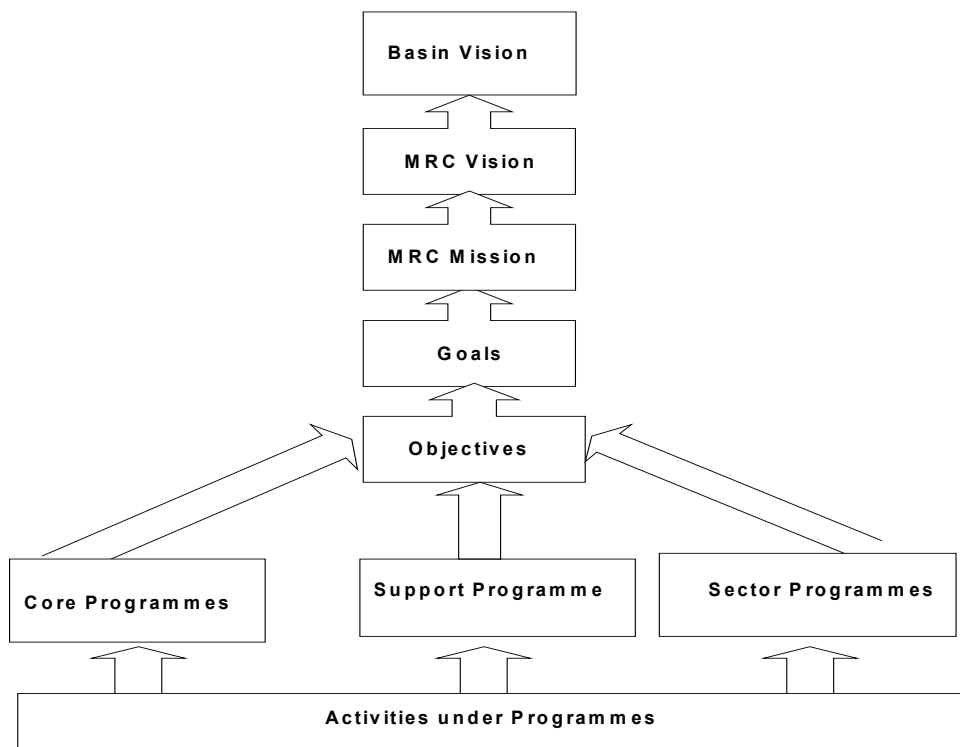 Basin Vision
MRC Vision
MRC Mission
Goals
Objectives
Core Programmes
Support Programme
Sector Programmes
Activities under Programmes